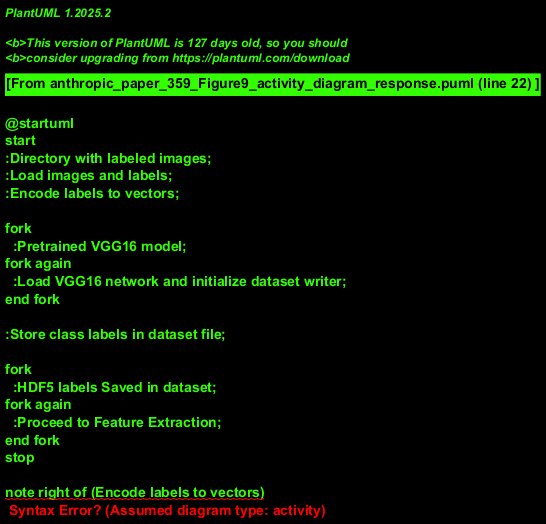 PlantUML 1.2025.2
<b>This version of PlantUML is 127 days old, so you should
<b>consider upgrading from https://plantuml.com/download
[From anthropic_paper_359_Figure9_activity_diagram_response.puml (line 22) ]
@startuml
start
:Directory with labeled images;
:Load images and labels;
:Encode labels to vectors;
fork
:Pretrained VGG16 model;
fork again
:Load VGG16 network and initialize dataset writer;
end fork
:Store class labels in dataset file;
fork
:HDF5 labels Saved in dataset;
fork again
:Proceed to Feature Extraction;
end fork
stop
note right of (Encode labels to vectors)
Syntax Error? (Assumed diagram type: activity)